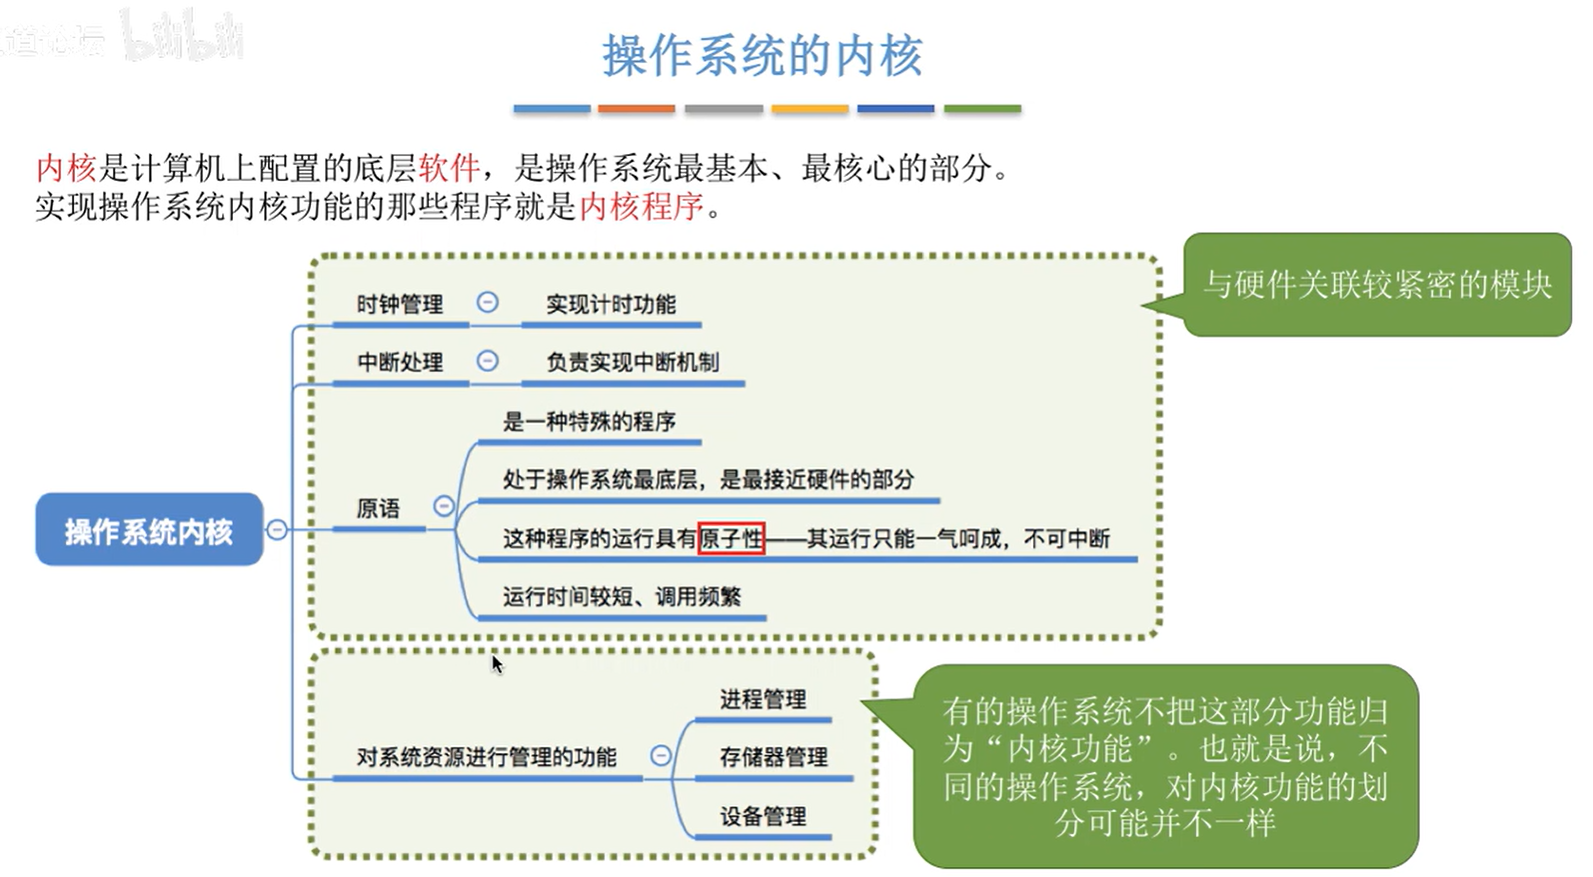 道论坛 bilibili
操作系统的内核
内核是计算机上配置的底层软件，是操作系统最基本、最核心的部分。
实现操作系统内核功能的那些程序就是内核程序。
与硬件关联较紧密的模块
时钟管理 实现计时功能
中断处理 负责实现中断机制
是一种特殊的程序
处于操作系统最底层，是最接近硬件的部分
原语
这种程序的运行具有原子性——其运行只能一气呵成，不可中断
运行时间较短、调用频繁
操作系统内核
进程管理
对系统资源进行管理的功能 存储器管理
设备管理
有的操作系统不把这部分功能归
为“内核功能”。也就是说，不
同的操作系统，对内核功能的划
分可能并不一样